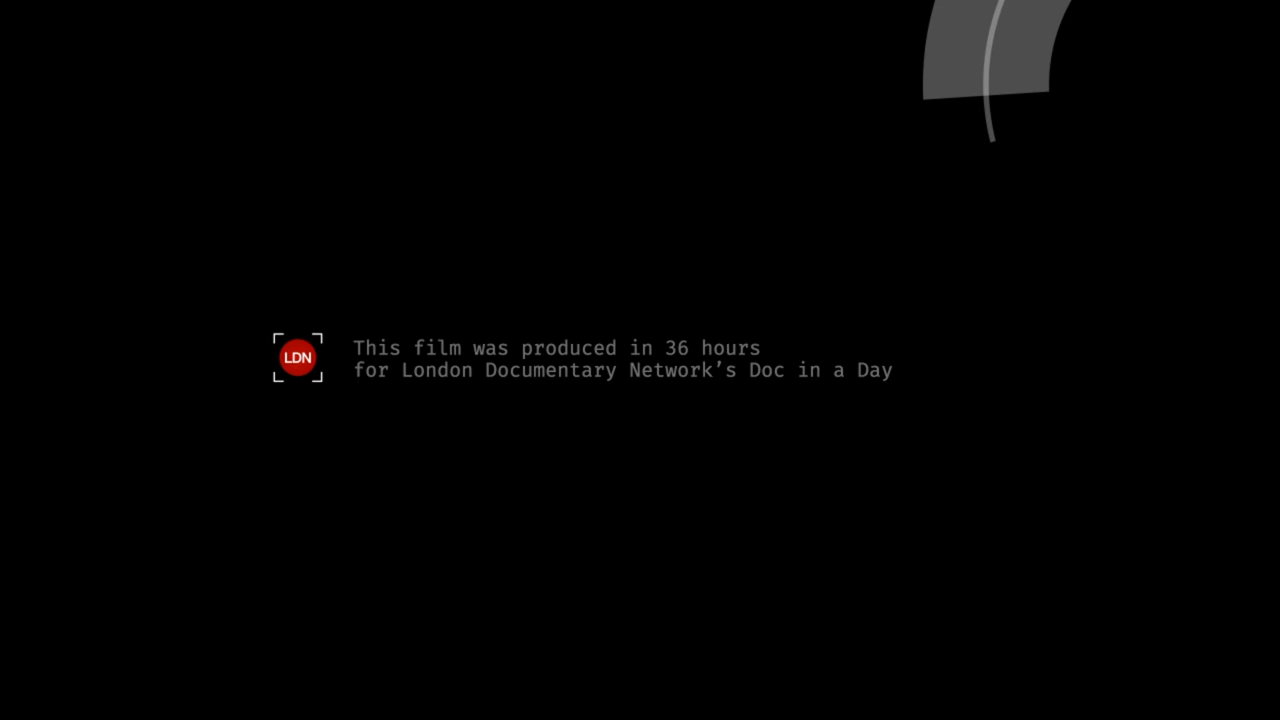 LDN
This film was produced in 36 hours
for London Documentary Network’s Doc in a Day